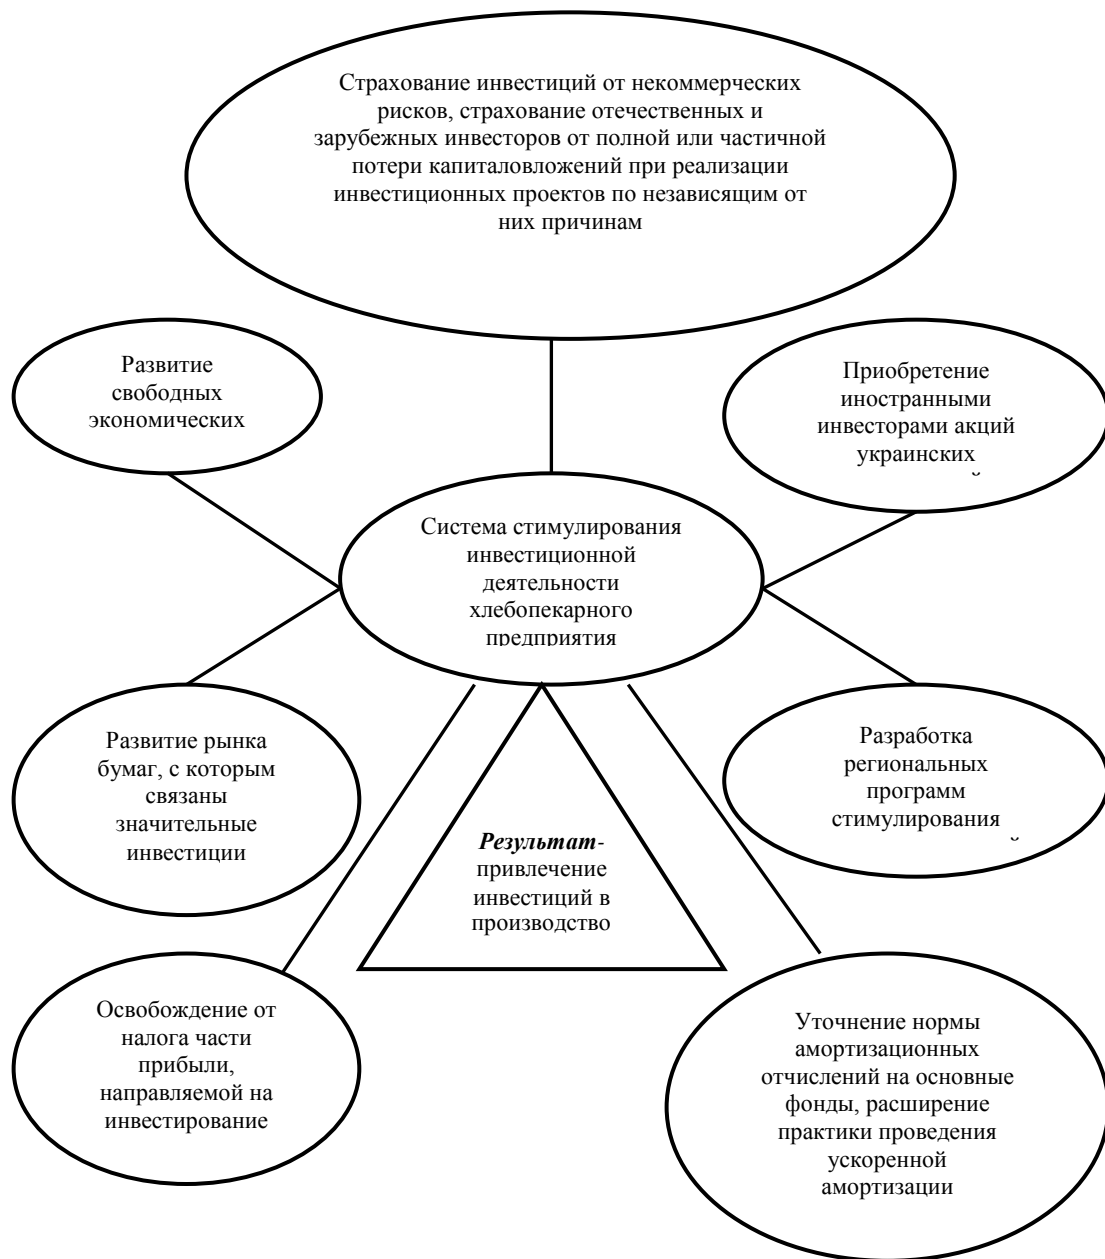 Страхование инвестиций от некоммерческих
рисков, страхование отечественных и
зарубежных инвесторов от полной или частичной
потери капиталовложений при реализации
инвестиционных проектов по независящим от
них причинам
Развитие
свободных
экономических
Приобретение
иностранными
инвесторами акций
украинских
Система стимулирования
инвестиционной
деятельности
хлебопекарного
предприятия
Развитие рынка
бумаг, с которым
связаны
значительные
инвестиции
Разработка
региональных
программ
стимулирования
Результат-
привлечение
инвестиций в
производство
Освобождение от
налога части
прибыли,
направляемой на
инвестирование
Уточнение нормы
амортизационных
отчислений на основные
фонды, расширение
практики проведения
ускоренной
амортизации